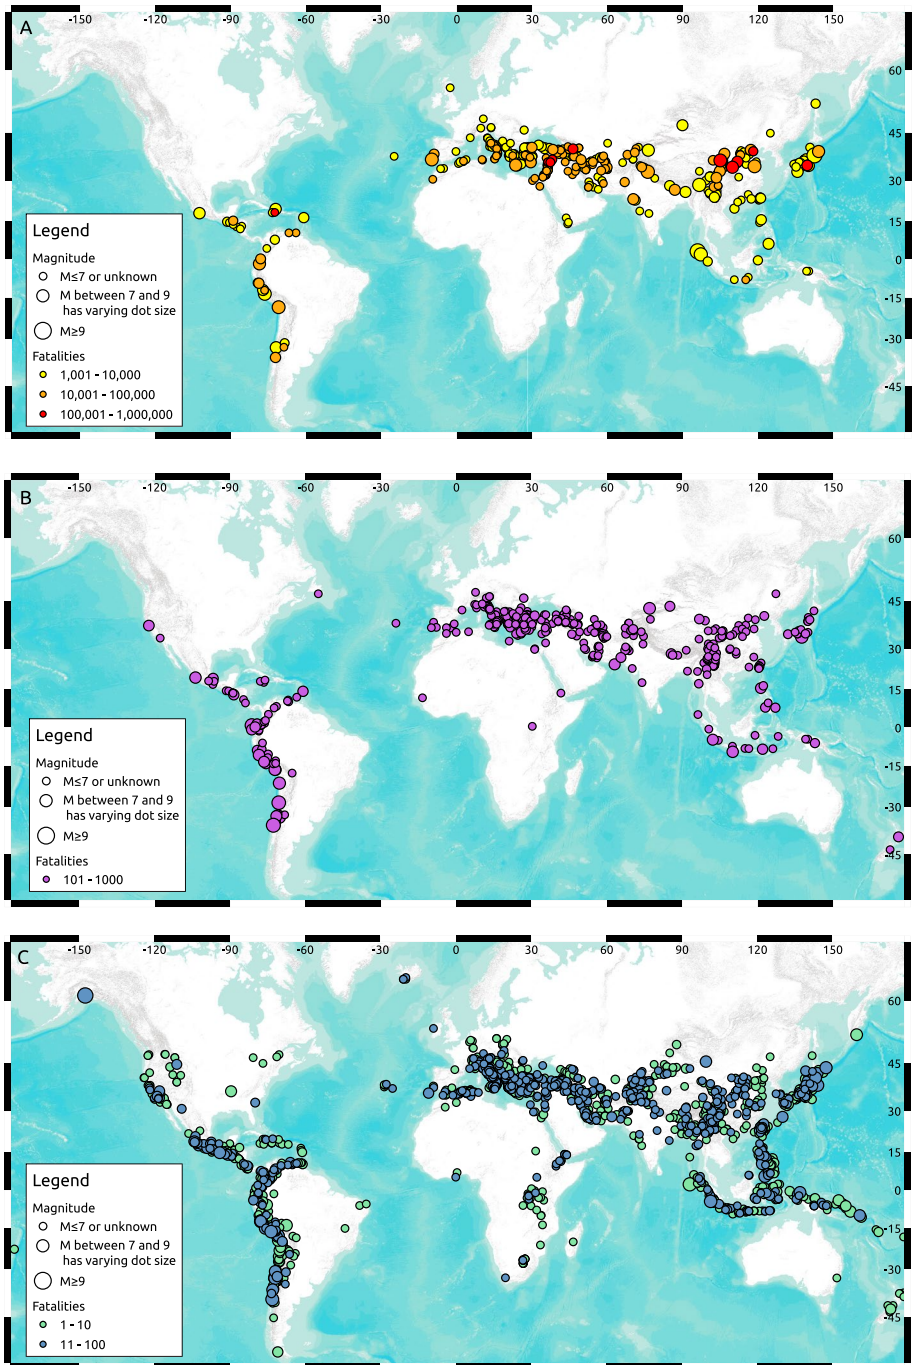 A
-150 -120 -90 -60 -30 0 30 60 90 120 150
60
45
30
15
0
-15
-30
-45
Legend
Magnitude
M≤7 or unknown
M between 7 and 9
has varying dot size
M≥9
Fatalities
1,001 - 10,000
10,001 - 100,000
100,001 - 1,000,000
B
-150 -120 -90 -60 -30 0 30 60 90 120 150
60
45
30
15
0
-15
-30
-45
Legend
Magnitude
M≤7 or unknown
M between 7 and 9
has varying dot size
M≥9
Fatalities
101 - 1000
C
-150 -120 -90 -60 -30 0 30 60 90 120 150
60
45
30
15
0
-15
-30
-45
Legend
Magnitude
M≤7 or unknown
M between 7 and 9
has varying dot size
M≥9
Fatalities
1 - 10
11 - 100